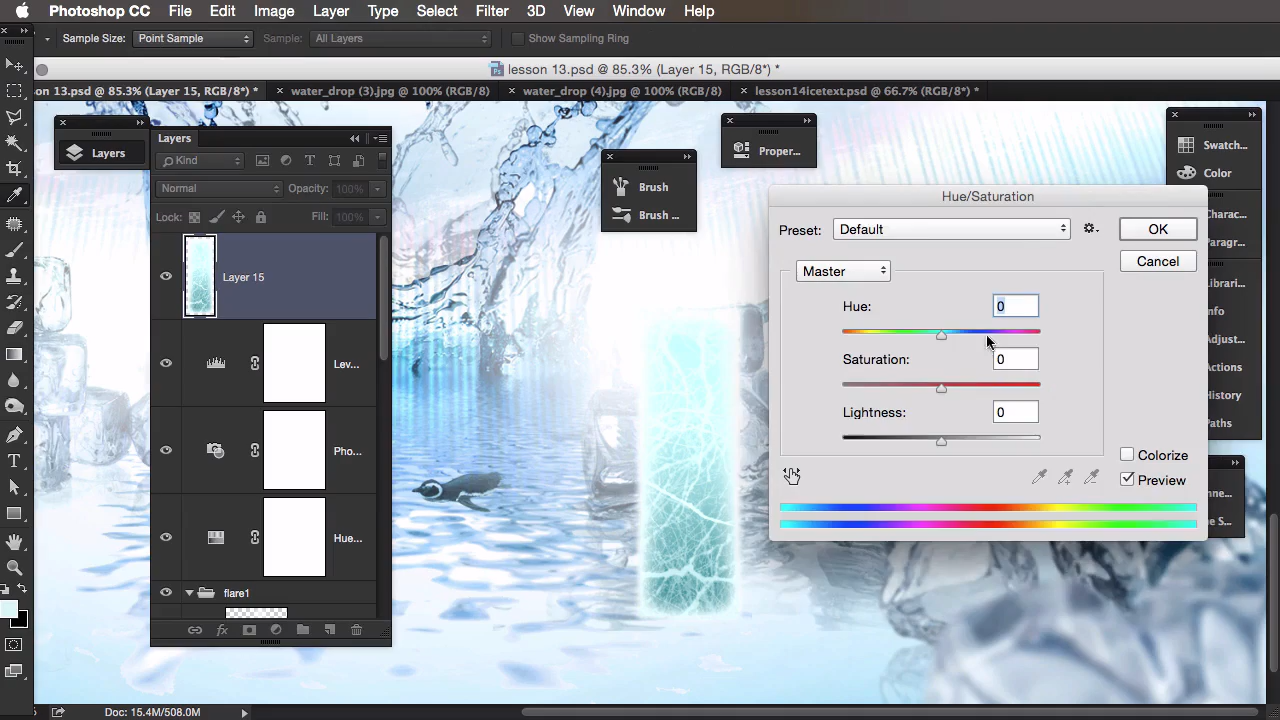 Photoshop CC File Edit Image Layer Type Select Filter 3D View Window Help
Sample Size: Point Sample Sample: All Layers Show Sampling Ring
lesson 13.psd @ 85.3% (Layer 15, RGB/8*) *
on 13.psd @ 85.3% (Layer 15, RGB/8*) * water_drop (3).jpg @ 100% (RGB/8) water_drop (4).jpg @ 100% (RGB/8) lesson14icetext.psd @ 66.7% (RGB/8*) *
Layers
Layers
Kind
Normal Opacity: 100%
Lock: Fill: 100%
Layer 15
Lev...
Pho...
Hue...
flare1
Brush
Brush ...
Proper...
Swatch...
Color
Charac...
Paragr...
Librari...
Info
Adjust...
Actions
History
Paths
nne...
e S...
Hue/Saturation
Preset: Default OK
Cancel
Master
Hue: 0
Saturation: 0
Lightness: 0
Colorize
Preview
Doc: 15.4M/508.0M